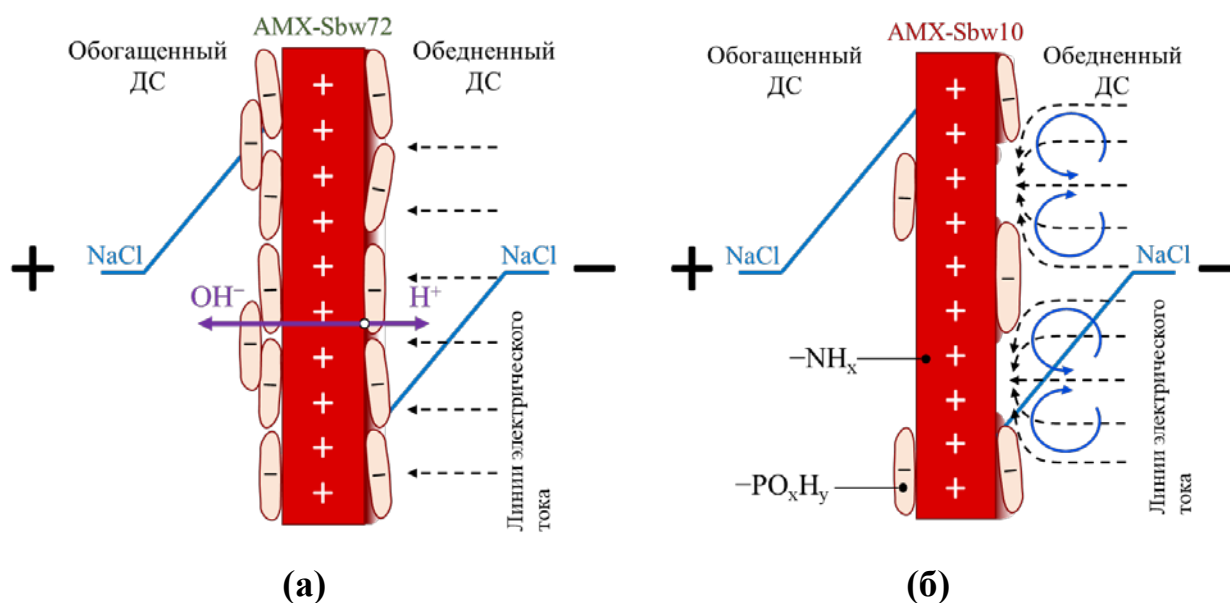 AMX-Sbw72
Обогащенный
ДС
Обедненный
ДС
+
NaCl
OH⁻
H⁺
NaCl
−
Линии электрического
тока
(а)
AMX-Sbw10
Обогащенный
ДС
Обедненный
ДС
+
NaCl
−NHₓ
−POₓHᵧ
NaCl
−
Линии электрического
тока
(б)